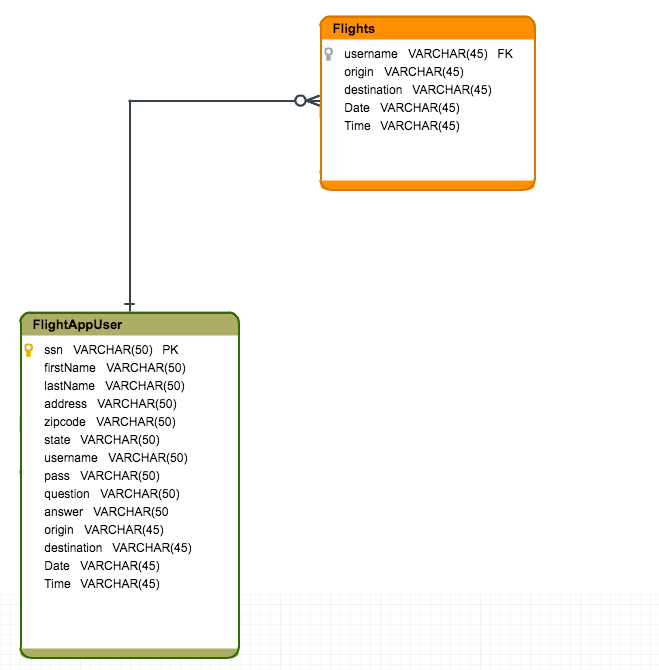 Flights
username VARCHAR(45) FK
origin VARCHAR(45)
destination VARCHAR(45)
Date VARCHAR(45)
Time VARCHAR(45)
FlightAppUser
ssn VARCHAR(50) PK
firstName VARCHAR(50)
lastName VARCHAR(50)
address VARCHAR(50)
zipcode VARCHAR(50)
state VARCHAR(50)
username VARCHAR(50)
pass VARCHAR(50)
question VARCHAR(50)
answer VARCHAR(50
origin VARCHAR(45)
destination VARCHAR(45)
Date VARCHAR(45)
Time VARCHAR(45)